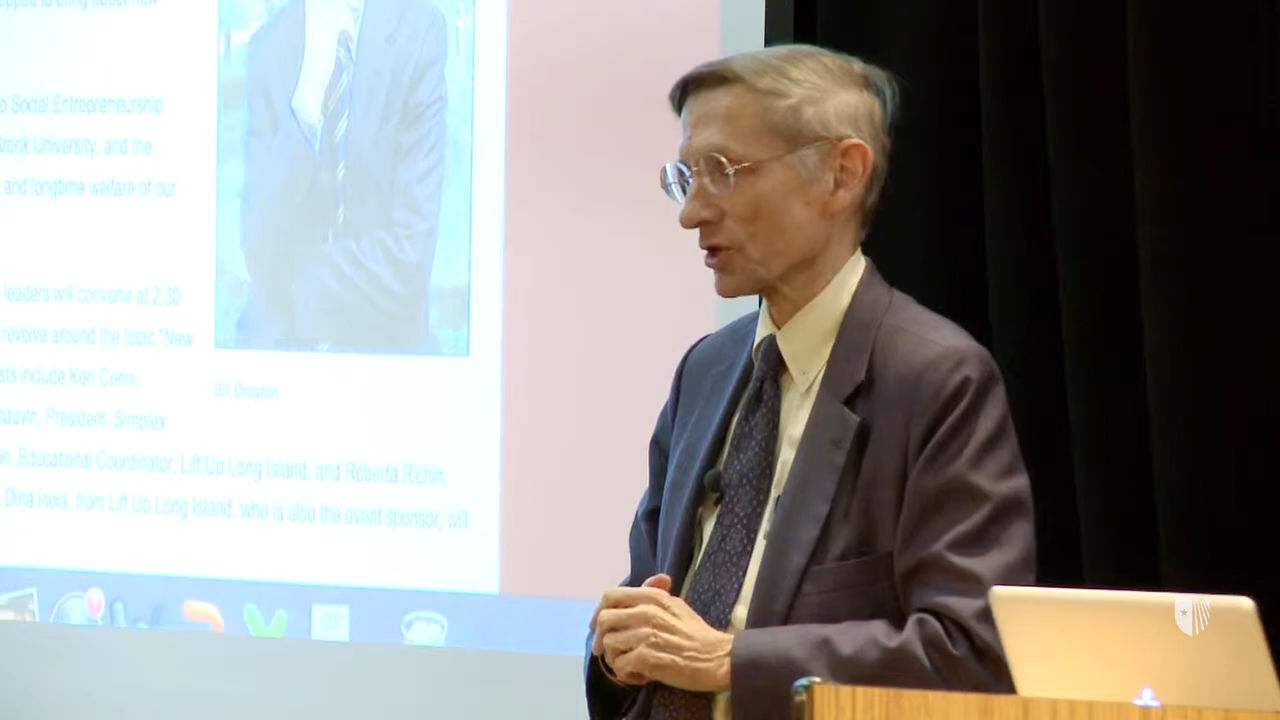 to Social Entrepreneurship
Brook University, and the
and longtime welfare of our
leaders will convene at 2:30
revolve around the topic "New
include Ken Cerini,
President, Simplex
Bill Drayton
Educational Coordinator, Lift Up Long Island, and Roberta Richin,
Dina Isola, from Lift Up Long Island, who is also the event sponsor, will